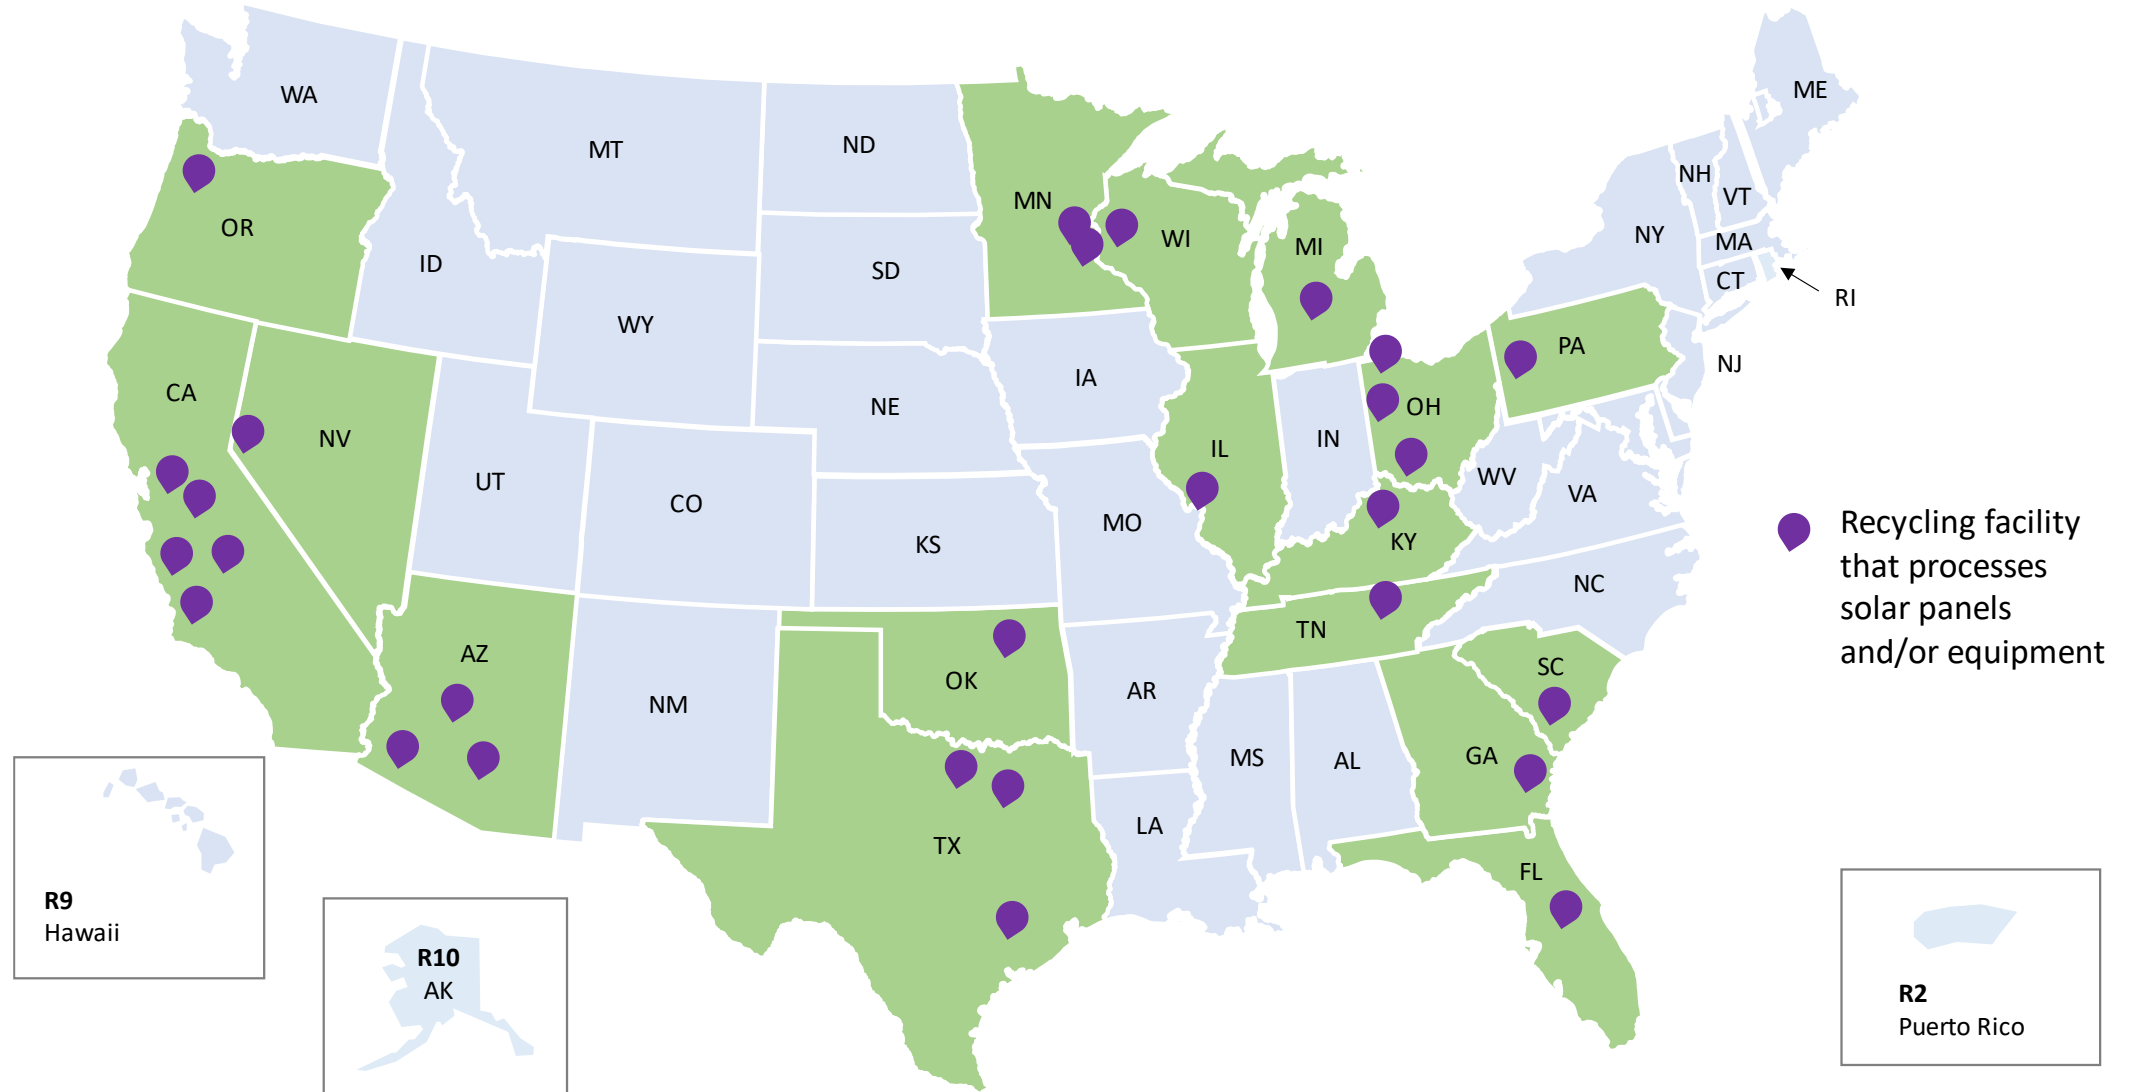 WA
MT
ND
MN
WI
MI
ME
NH
VT
NY
MA
CT
RI
OR
ID
SD
WY
IA
NE
PA
NJ
CA
NV
UT
CO
KS
MO
IL
IN
OH
WV
VA
KY
NC
TN
AZ
NM
OK
AR
SC
MS
AL
GA
TX
LA
FL
Recycling facility
that processes
solar panels
and/or equipment
R9
Hawaii
R10
AK
R2
Puerto Rico